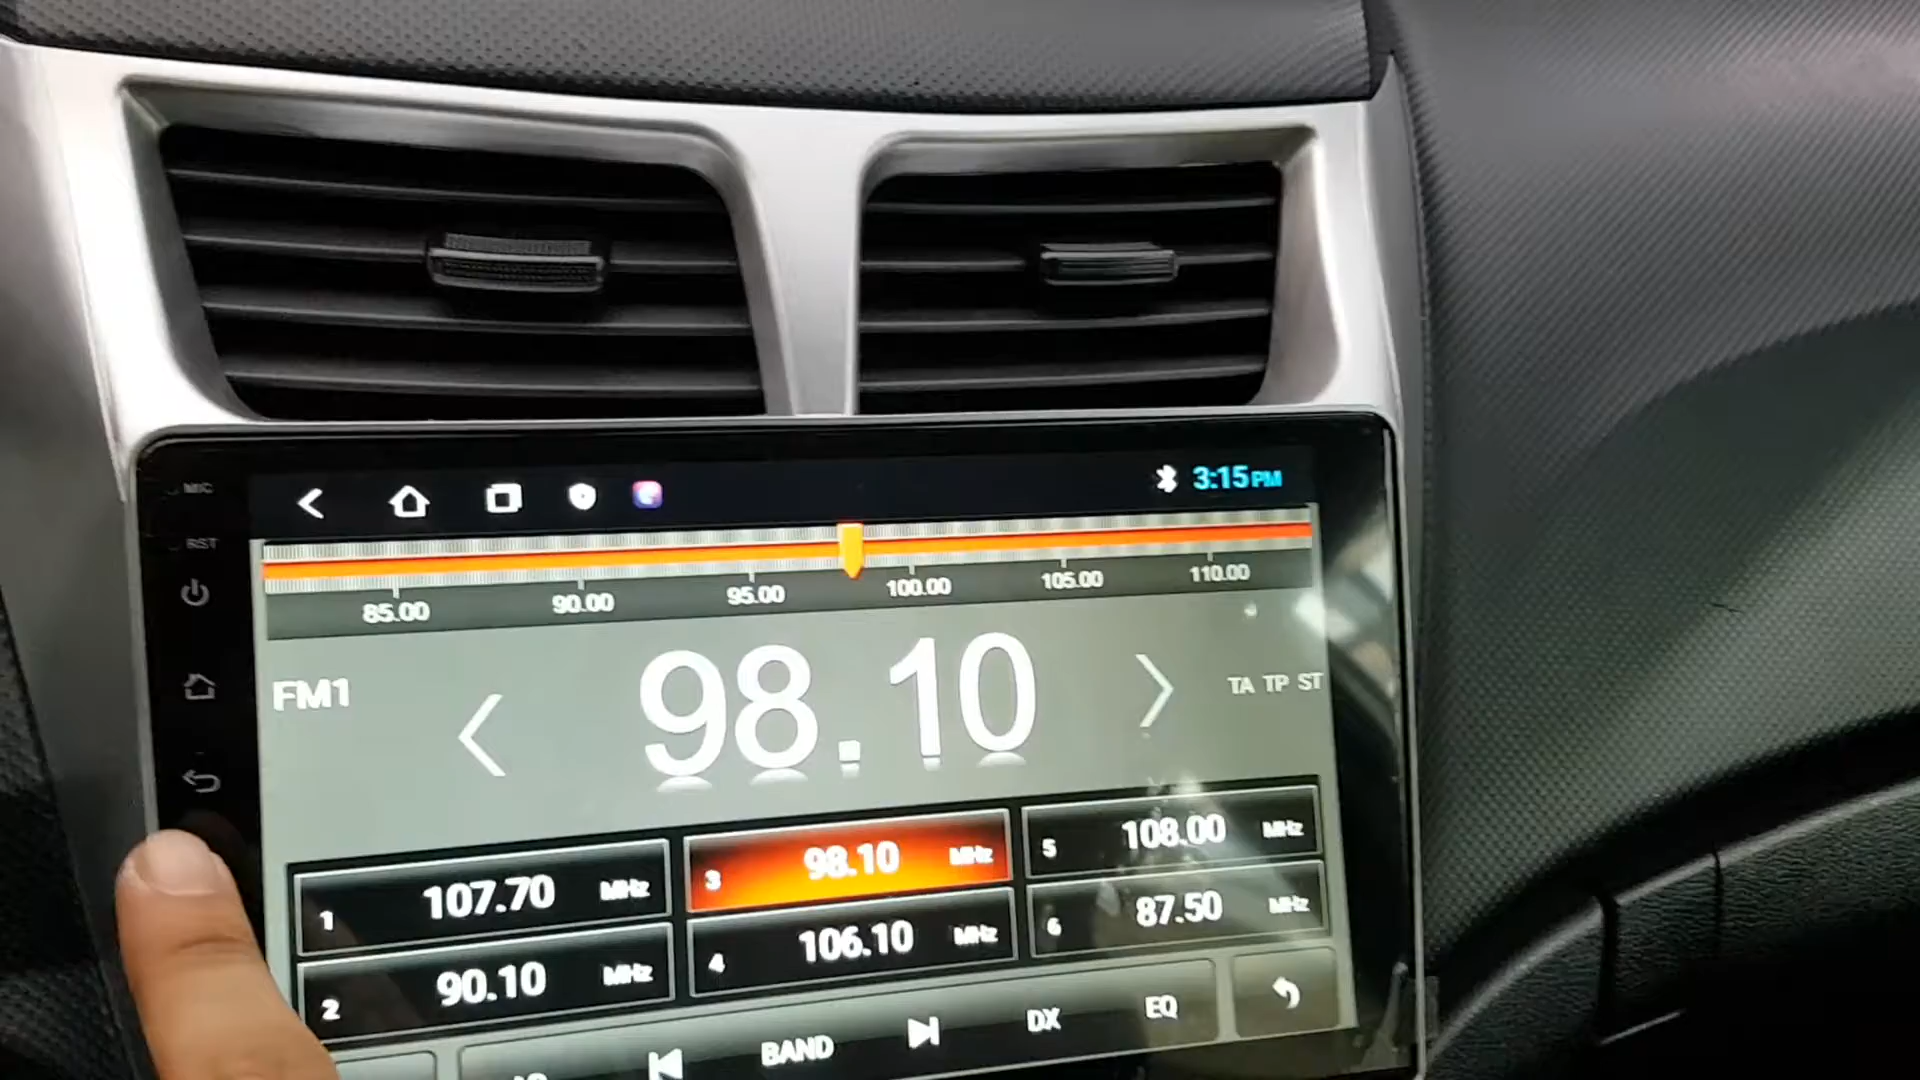 MIC
3:15 PM
RST
85.00 90.00 95.00 100.00 105.00 110.00
FM1
98.10
TA TP ST
1 107.70 MHz
3 98.10 MHz
5 108.00 MHz
2 90.10 MHz
4 106.10 MHz
6 87.50 MHz
BAND
DX
EQ